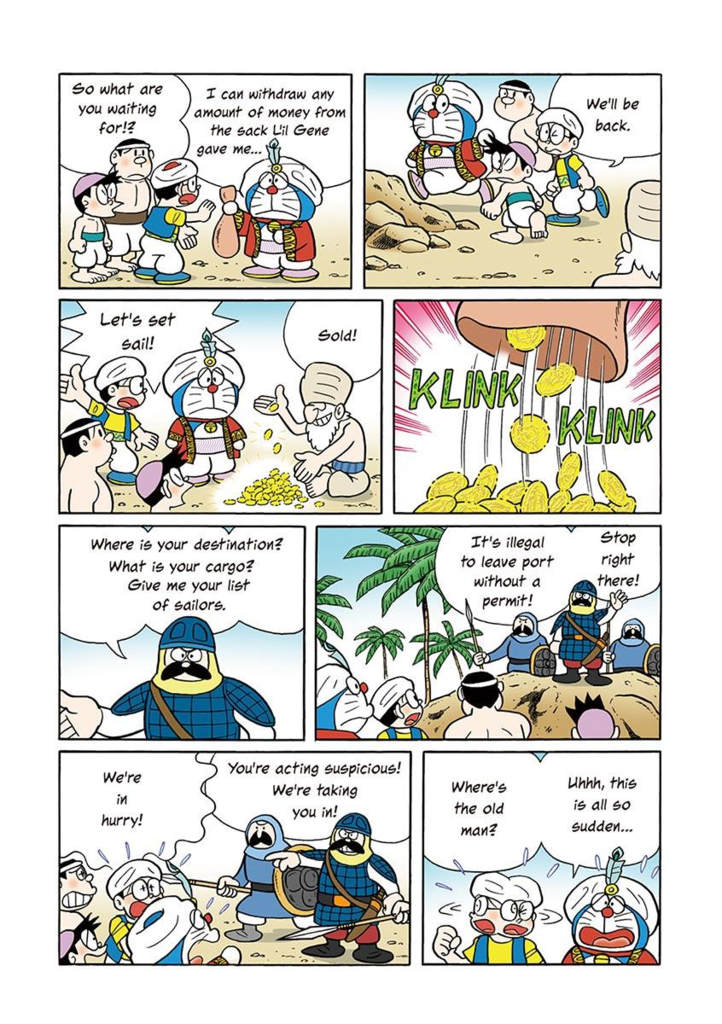 We'll be
back.
I can withdraw any
amount of money from
the sack L'il Gene
gave me...
So what are
you waiting
for!?
KLINK
KLINK
Sold!
Let's set
sail!
Stop
right
there!
It's illegal
to leave port
without a
permit!
Where is your destination?
What is your cargo?
Give me your list
of sailors.
Uhhh, this
is all so
sudden...
Where's
the old
man?
You're acting suspicious!
We're taking
you in!
We're
in
hurry!